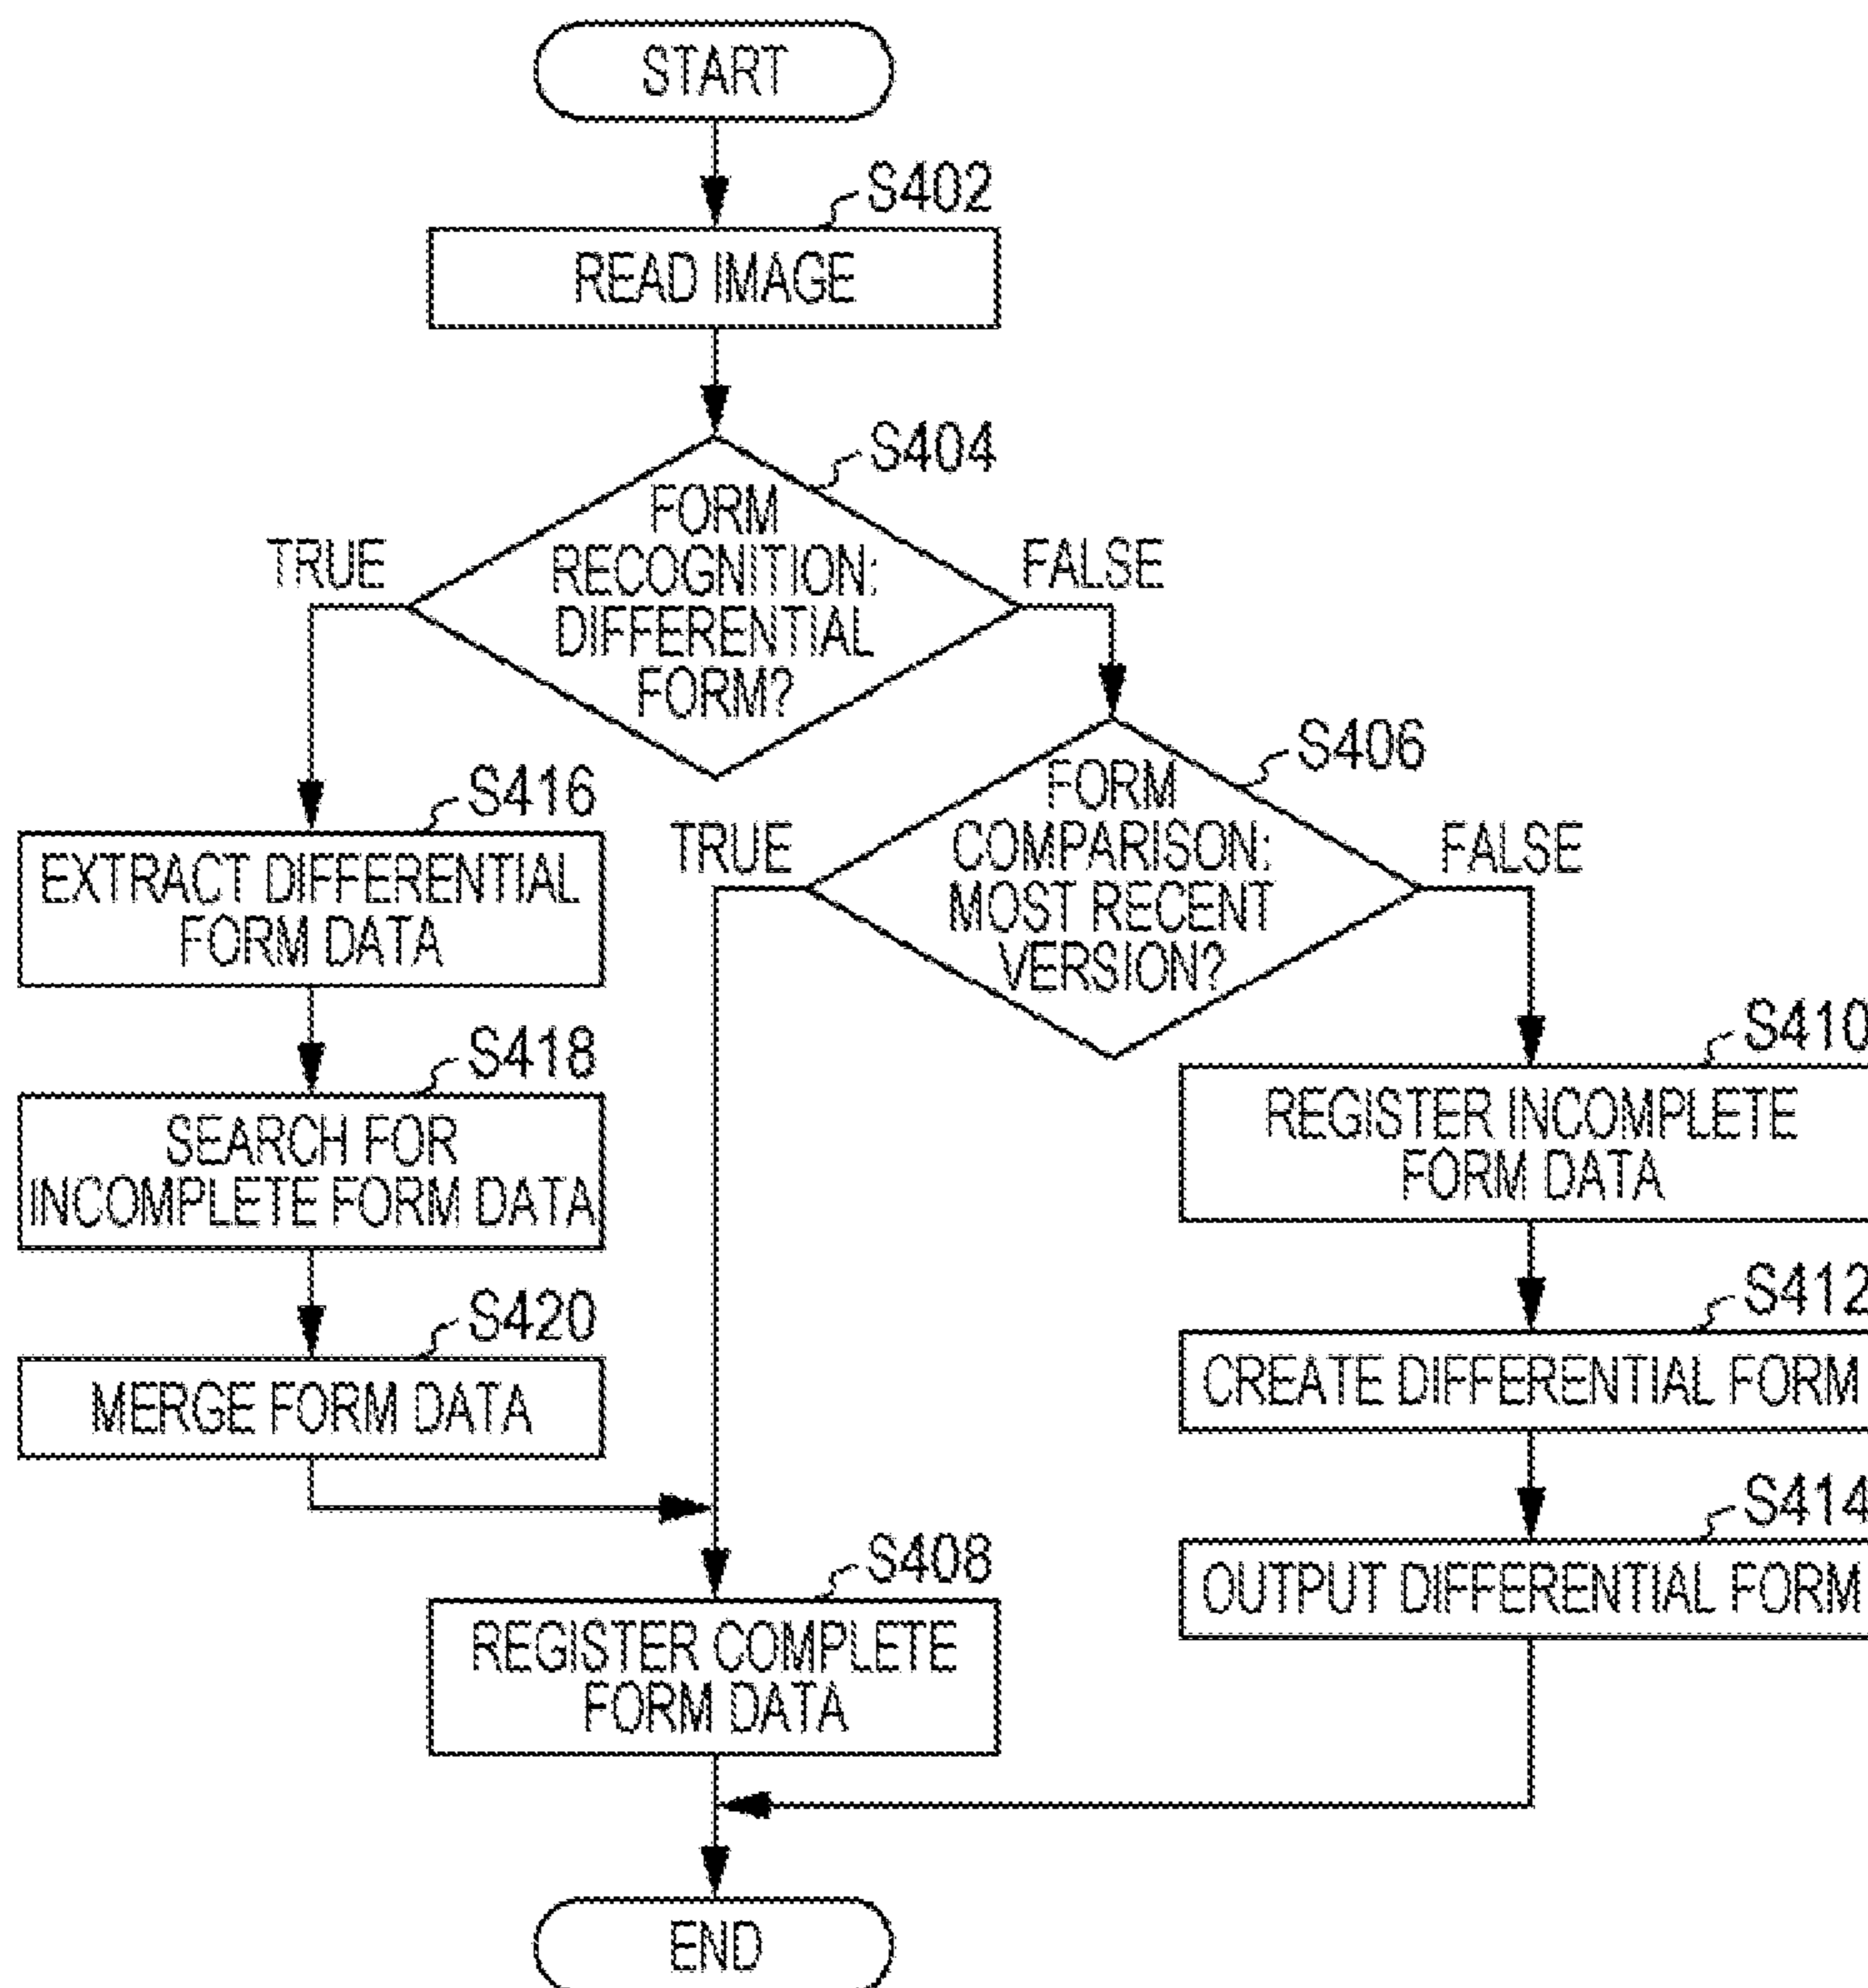 START
S402
READ IMAGE
S404
FORM
RECOGNITION:
DIFFERENTIAL
FORM?
TRUE
FALSE
S406
FORM
COMPARISON:
MOST RECENT
VERSION?
TRUE
FALSE
S416
EXTRACT DIFFERENTIAL
FORM DATA
S418
SEARCH FOR
INCOMPLETE FORM DATA
S420
MERGE FORM DATA
S410
REGISTER INCOMPLETE
FORM DATA
S412
CREATE DIFFERENTIAL FORM
S414
OUTPUT DIFFERENTIAL FORM
S408
REGISTER COMPLETE
FORM DATA
END